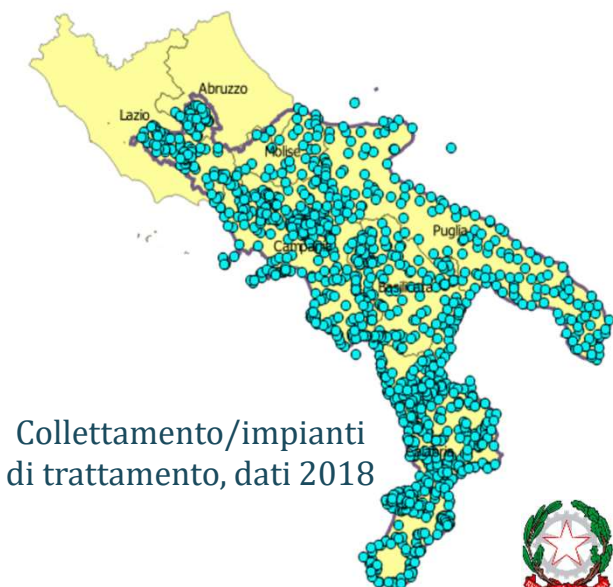 Abruzzo
Lazio
Molise
Puglia
Campania
Basilicata
Calabria
Collettamento/impianti
di trattamento, dati 2018